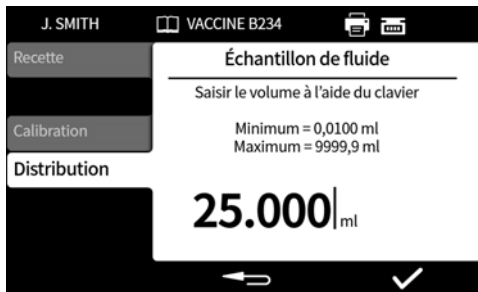 J. SMITH VACCINE B234
Recette
Échantillon de fluide
Saisir le volume à l'aide du clavier
Calibration
Minimum = 0,0100 ml
Maximum = 9999,9 ml
Distribution
25.000 ml